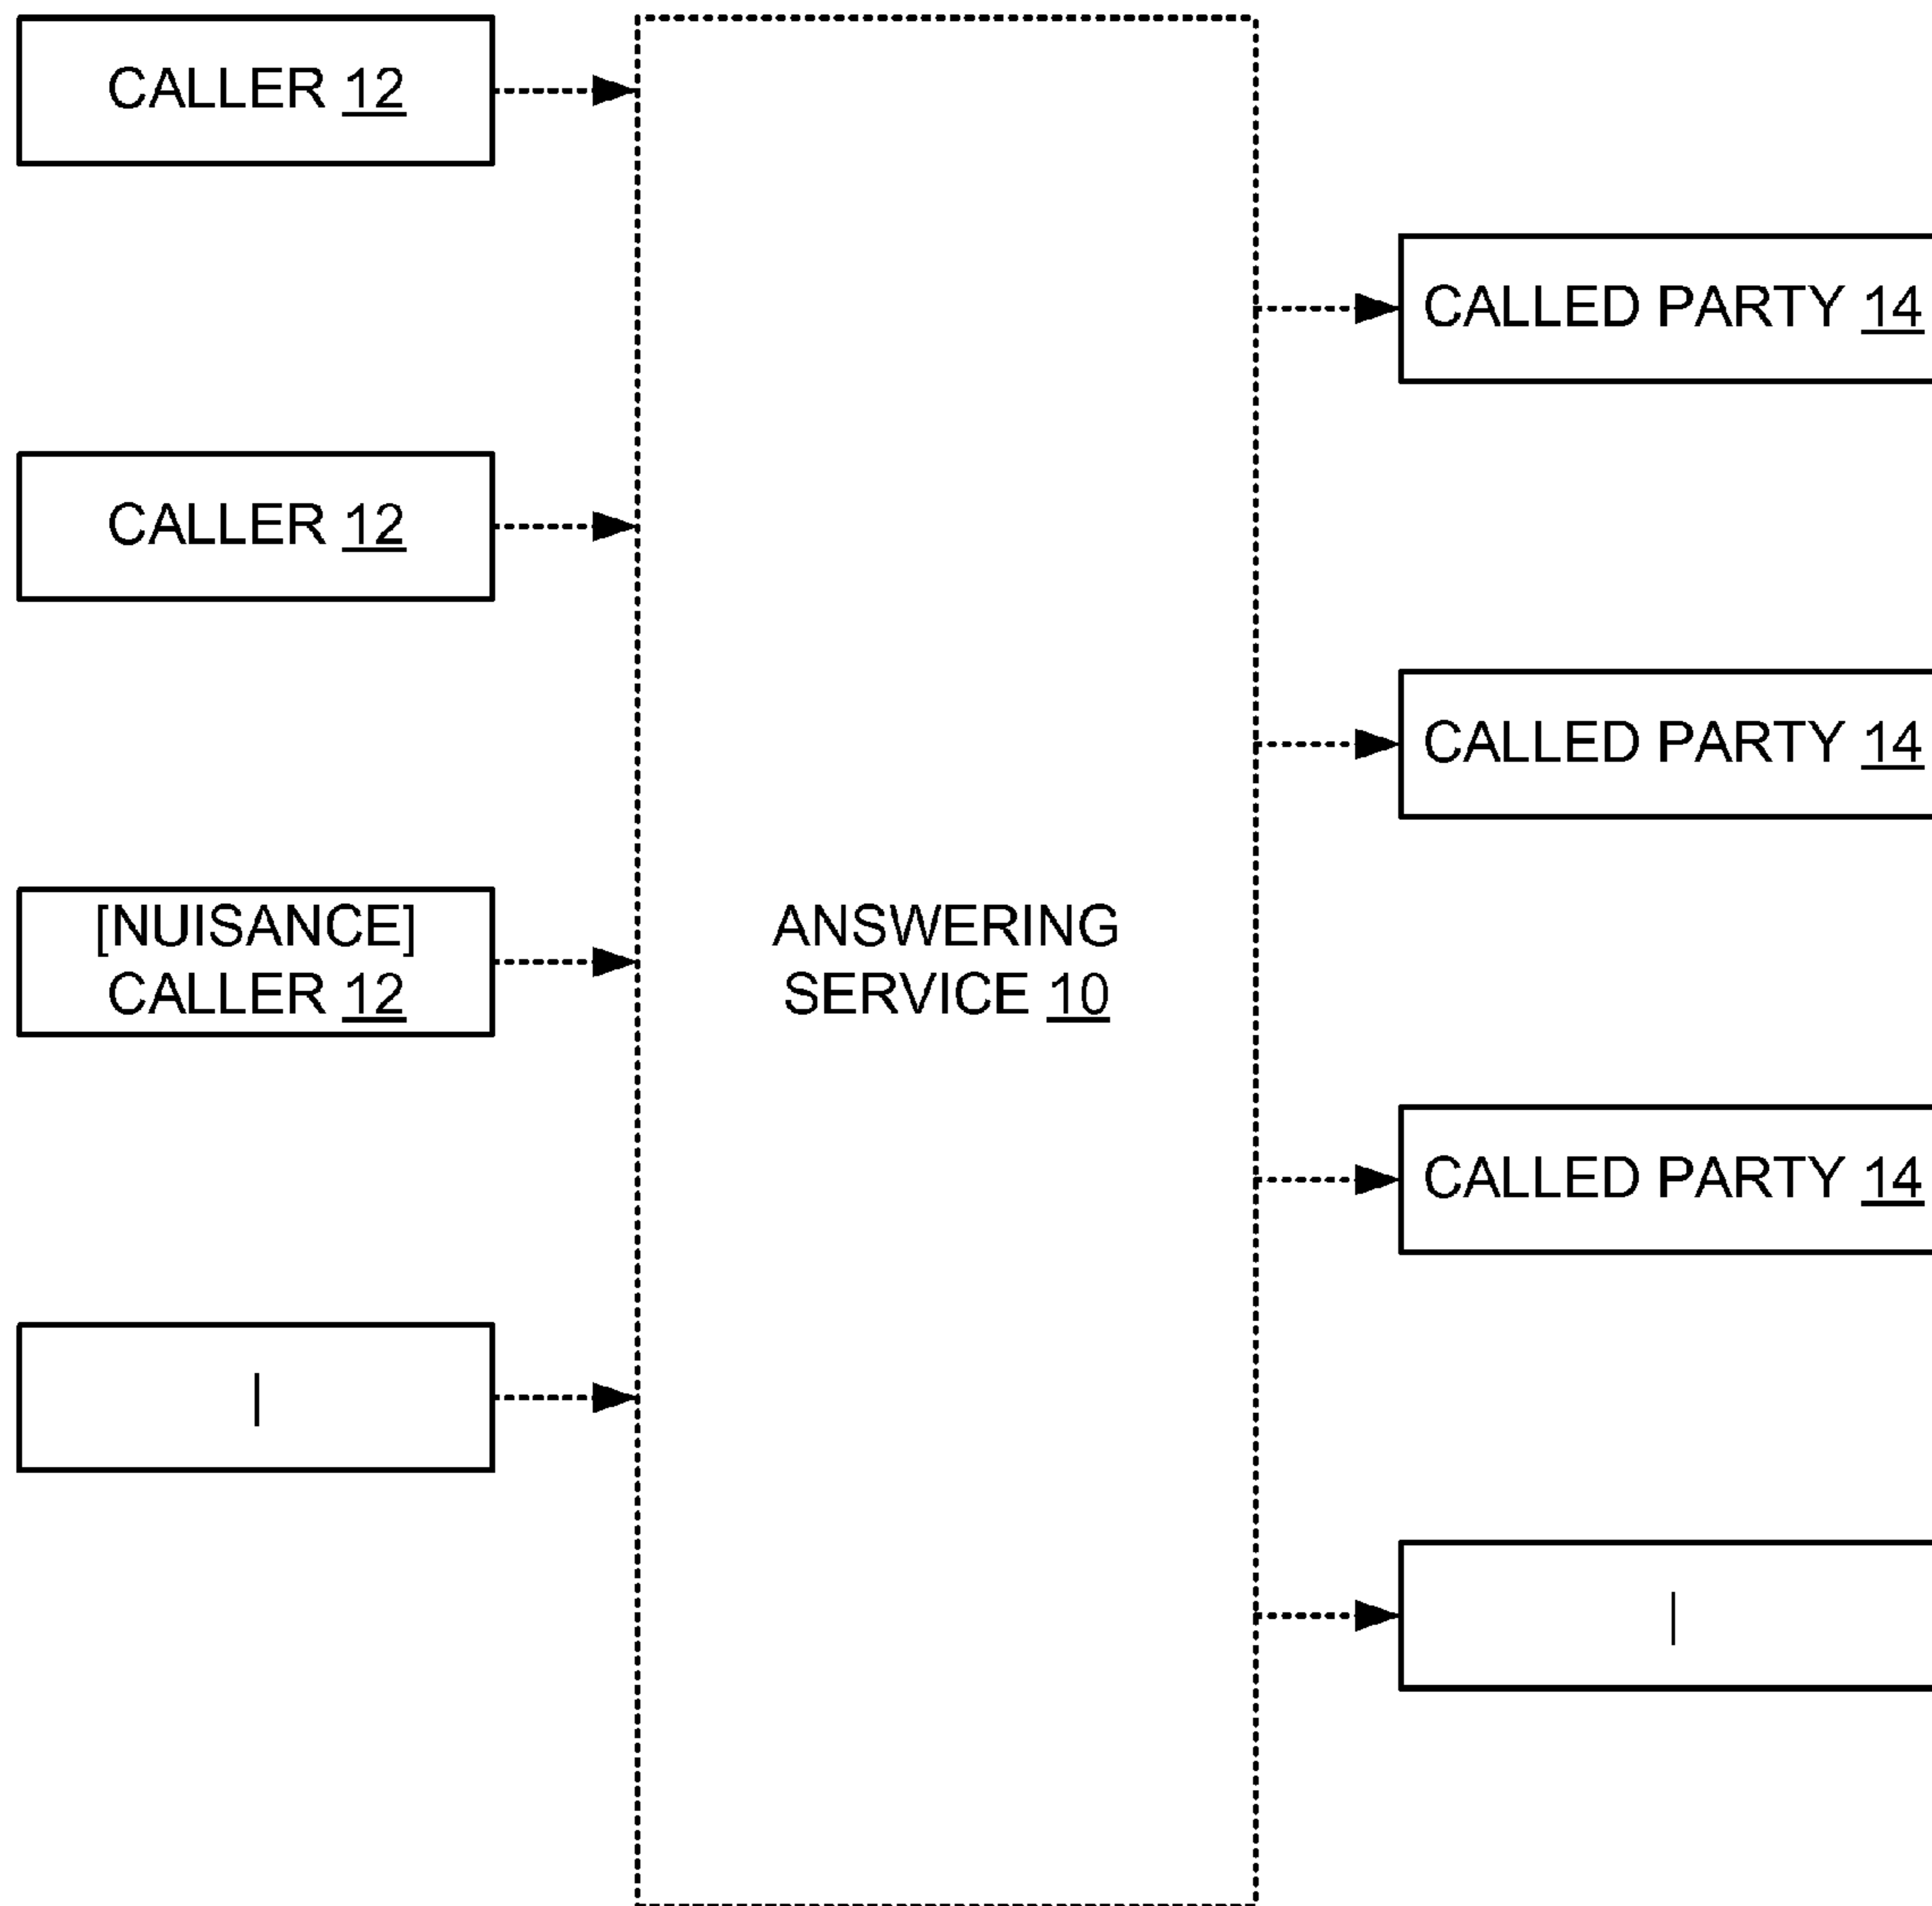 CALLER 12
CALLED PARTY 14
CALLER 12
CALLED PARTY 14
[NUISANCE]
CALLER 12
ANSWERING
SERVICE 10
CALLED PARTY 14
|
|